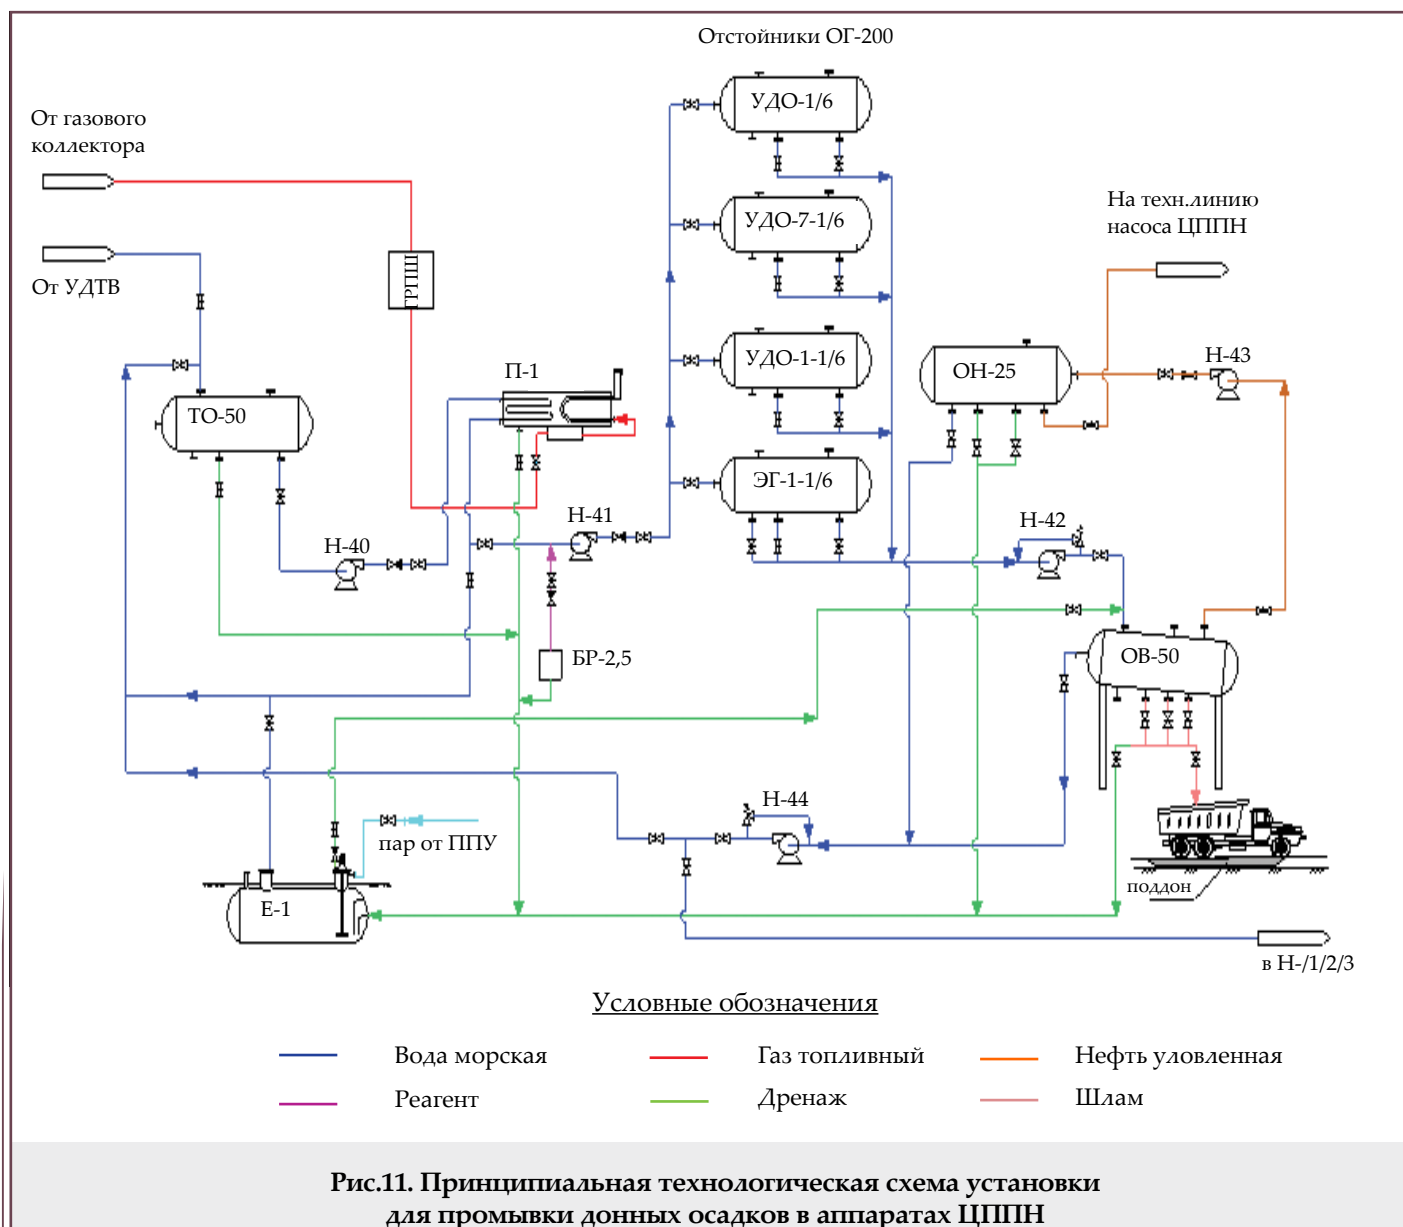 Отстойники ОГ-200
УДО-1/6
От газового
коллектора
УДО-7-1/6
На техн.линию
насоса ЦППН
От УДТВ
ГРПШ
УДО-1-1/6
П-1
ОН-25
Н-43
ТО-50
ЭГ-1-1/6
Н-41
Н-42
Н-40
БР-2,5
ОВ-50
Н-44
пар от ППУ
поддон
Е-1
в Н-/1/2/3
Условные обозначения
Вода морская
Газ топливный
Нефть уловленная
Реагент
Дренаж
Шлам
Рис.11. Принципиальная технологическая схема установки
для промывки донных осадков в аппаратах ЦППН